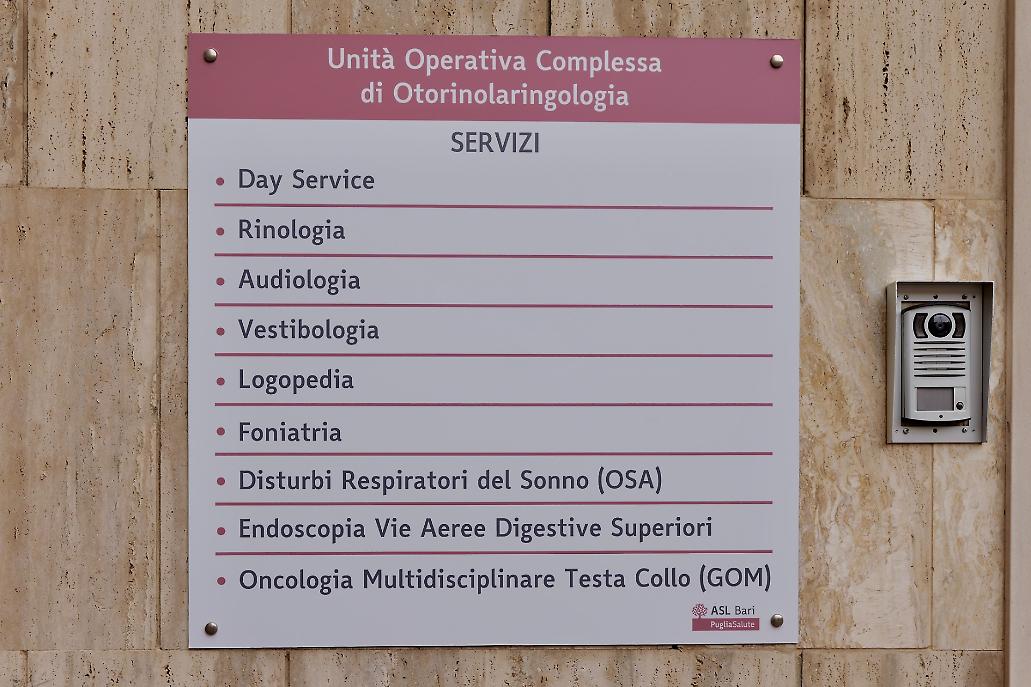 Unità Operativa Complessa
di Otorinolaringologia
SERVIZI
• Day Service
• Rinologia
• Audiologia
• Vestibologia
• Logopedia
• Foniatria
• Disturbi Respiratori del Sonno (OSA)
• Endoscopia Vie Aeree Digestive Superiori
• Oncologia Multidisciplinare Testa Collo (GOM)
ASL Bari
PugliaSalute